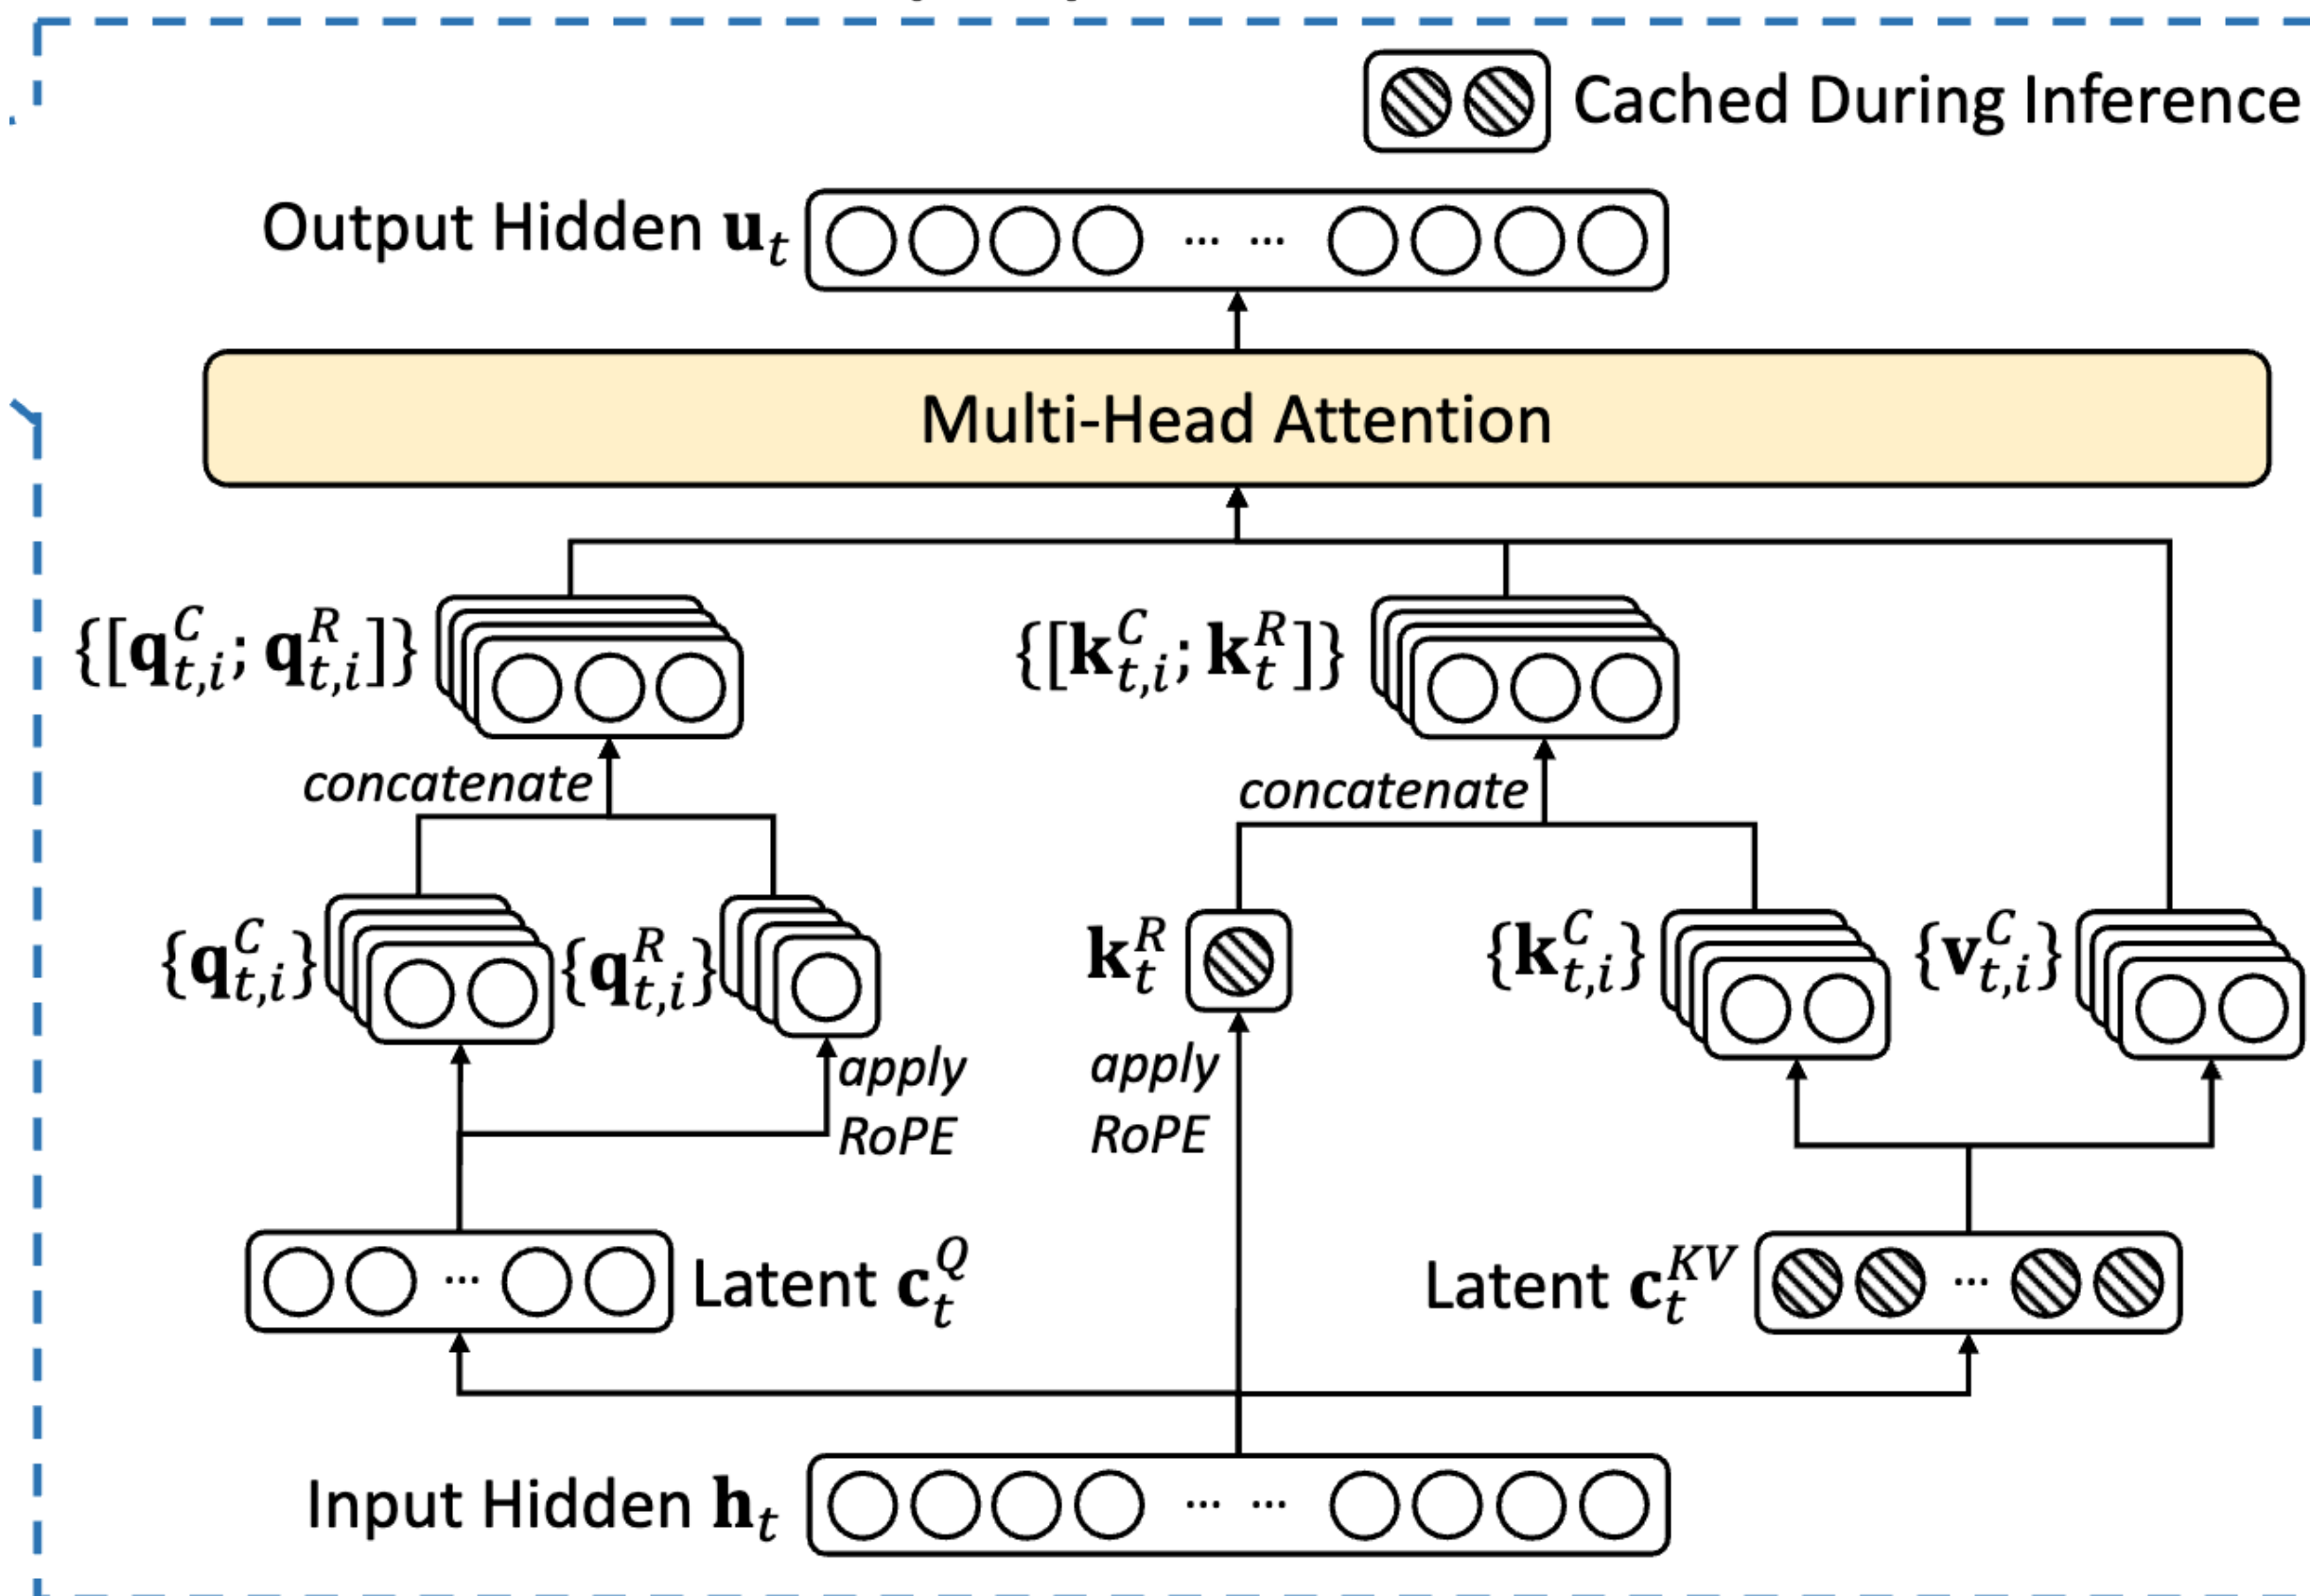 Cached During Inference
Output Hidden 𝐮_t
... ...
Multi-Head Attention
{[𝐪^C_{t,i}; 𝐪^R_{t,i}]}
{[𝐤^C_{t,i}; 𝐤^R_t]}
concatenate
concatenate
{𝐪^C_{t,i}}
{𝐪^R_{t,i}}
𝐤^R_t
{𝐤^C_{t,i}}
{𝐯^C_{t,i}}
apply
RoPE
apply
RoPE
...
Latent 𝐜^Q_t
Latent 𝐜^{KV}_t
...
Input Hidden 𝐡_t
... ...